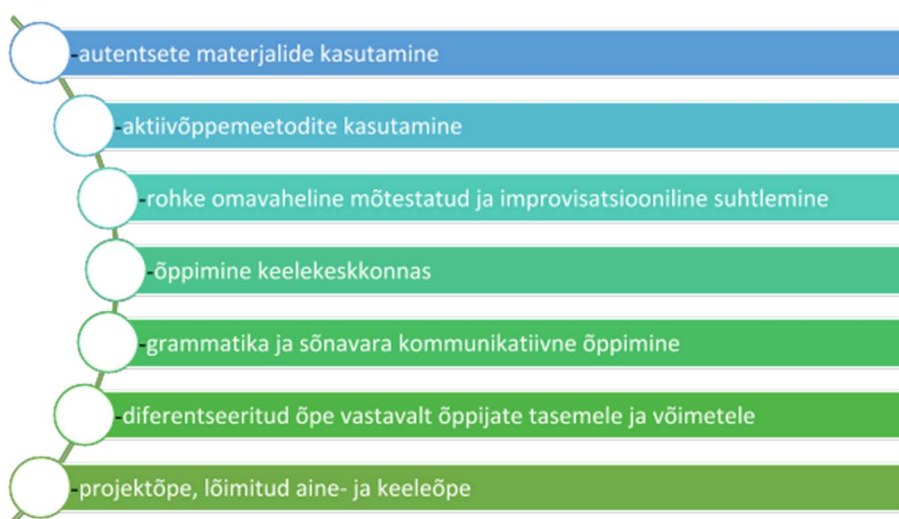 -autentsete materjalide kasutamine
-aktiivõppemeetodite kasutamine
-rohke omavaheline mõtestatud ja improvisatsiooniline suhtlemine
-õppimine keelekeskkonnas
-grammatika ja sõnavara kommunikatiivne õppimine
-diferentseeritud õpe vastavalt õppijate tasemele ja võimetele
-projektõpe, lõimitud aine- ja keeleõpe